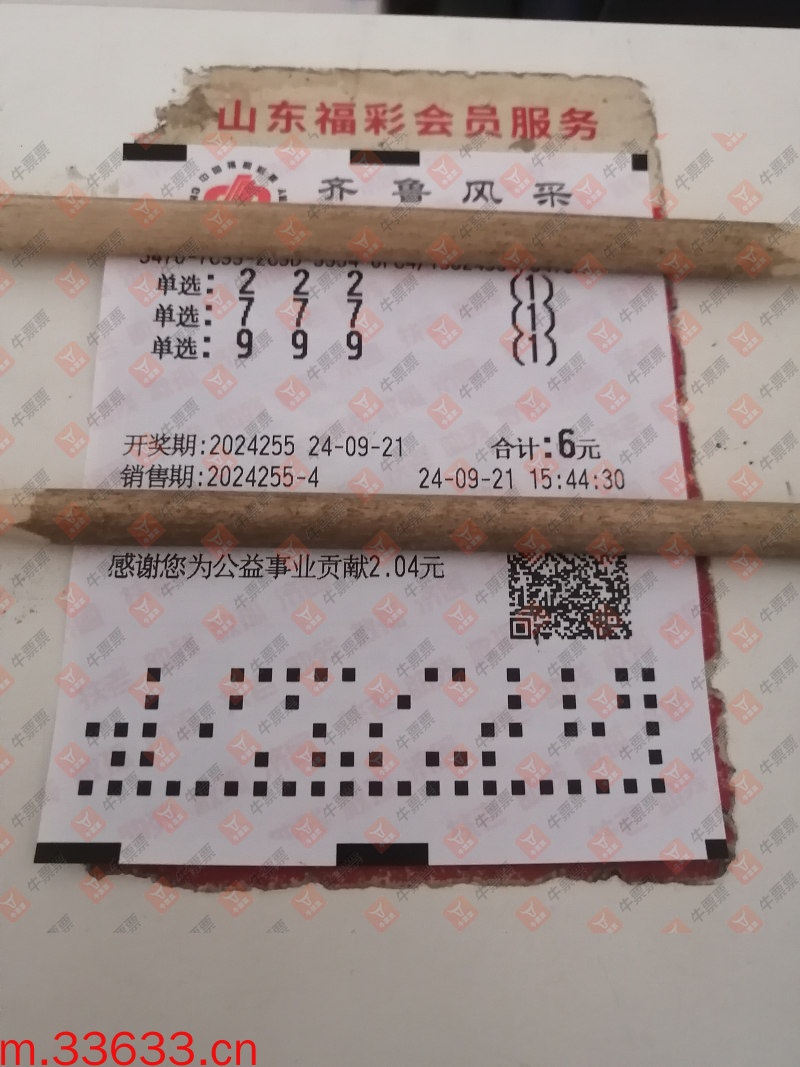 山东福彩会员服务
齐鲁风采
单选: 2 2 2 (1)
单选: 7 7 7 (1)
单选: 9 9 9 (1)
开奖期:2024255 24-09-21 合计:6元
销售期:2024255-4 24-09-21 15:44:30
感谢您为公益事业贡献2.04元
牛票票
m.33633.cn